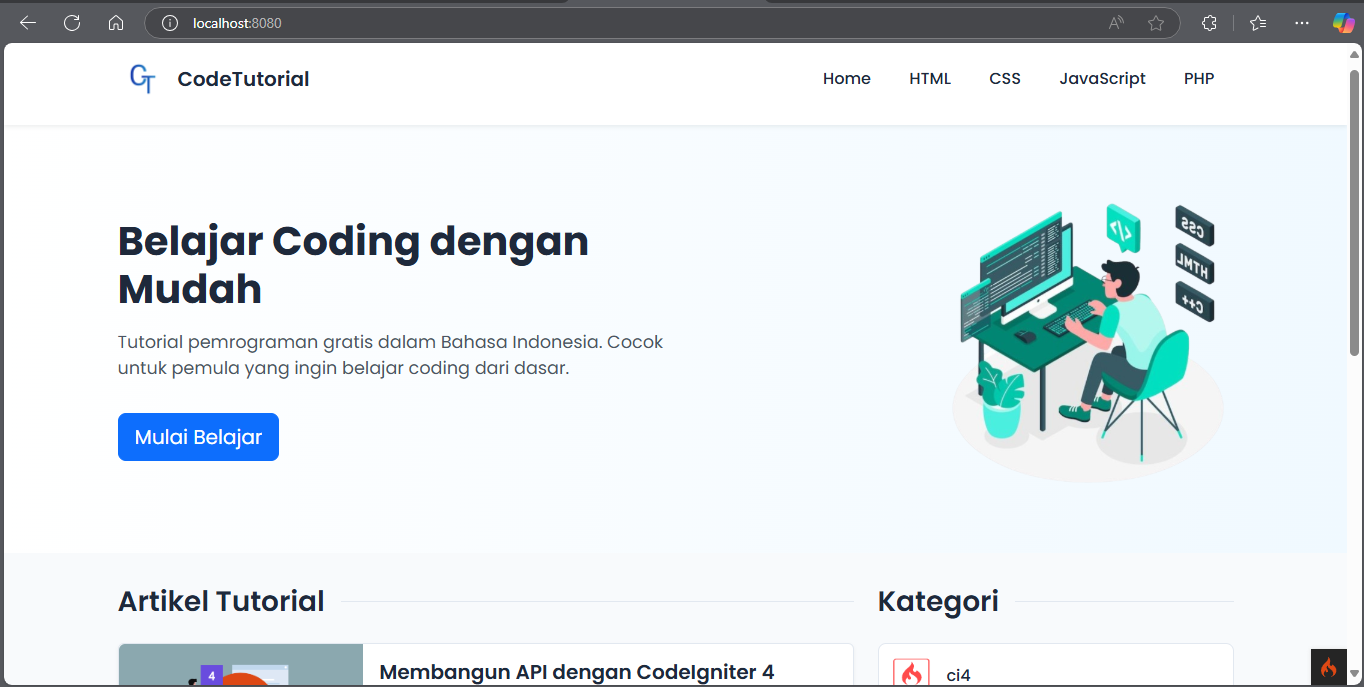 localhost:8080
CodeTutorial
Home HTML CSS JavaScript PHP
Belajar Coding dengan
Mudah
Tutorial pemrograman gratis dalam Bahasa Indonesia. Cocok
untuk pemula yang ingin belajar coding dari dasar.
Mulai Belajar
CSS
HTML
C++
</>
Artikel Tutorial
Kategori
4
Membangun API dengan CodeIgniter 4
ci4